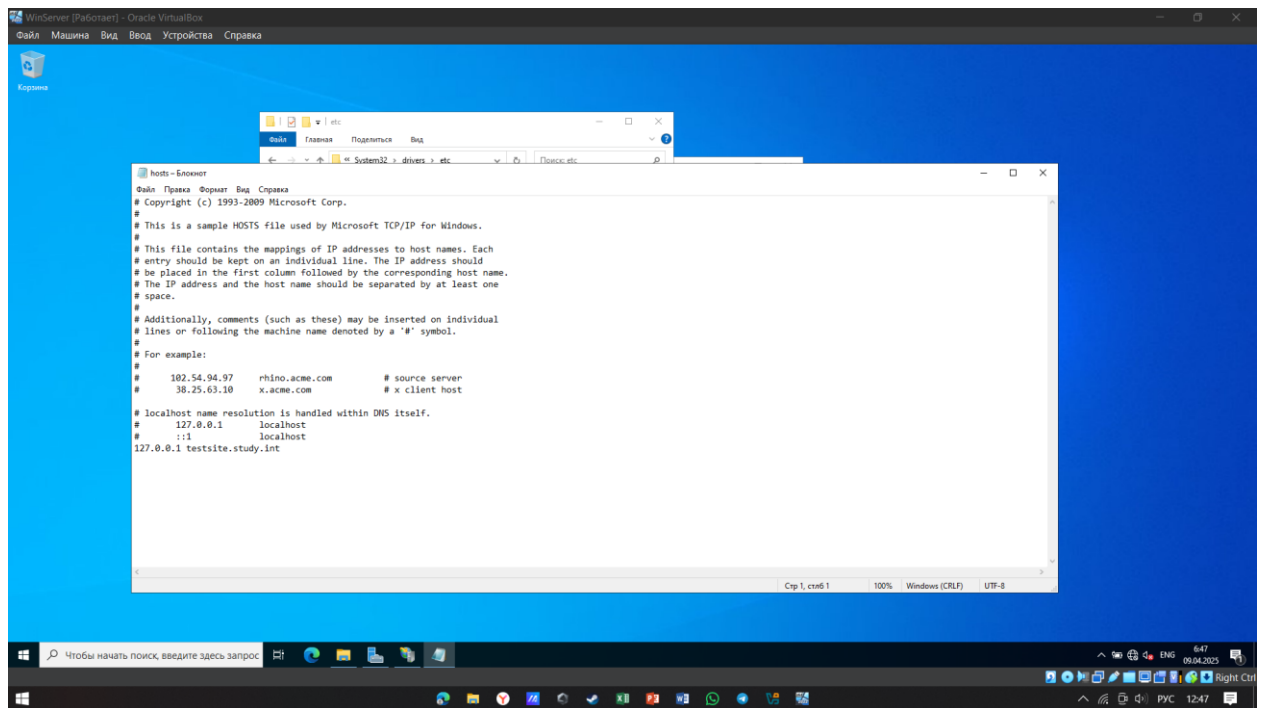 WinServer [Работает] - Oracle VirtualBox
Файл Машина Вид Ввод Устройства Справка
Корзина
etc
Файл Главная Поделиться Вид
« System32 › drivers › etc Поиск: etc
hosts – Блокнот
Файл Правка Формат Вид Справка
# Copyright (c) 1993-2009 Microsoft Corp.
#
# This is a sample HOSTS file used by Microsoft TCP/IP for Windows.
#
# This file contains the mappings of IP addresses to host names. Each
# entry should be kept on an individual line. The IP address should
# be placed in the first column followed by the corresponding host name.
# The IP address and the host name should be separated by at least one
# space.
#
# Additionally, comments (such as these) may be inserted on individual
# lines or following the machine name denoted by a '#' symbol.
#
# For example:
#
# 102.54.94.97 rhino.acme.com # source server
# 38.25.63.10 x.acme.com # x client host
# localhost name resolution is handled within DNS itself.
# 127.0.0.1 localhost
# ::1 localhost
127.0.0.1 testsite.study.int
Стр 1, стлб 1 100% Windows (CRLF) UTF-8
Чтобы начать поиск, введите здесь запрос
ENG
6:47
09.04.2025
Right Ctrl
РУС 12:47